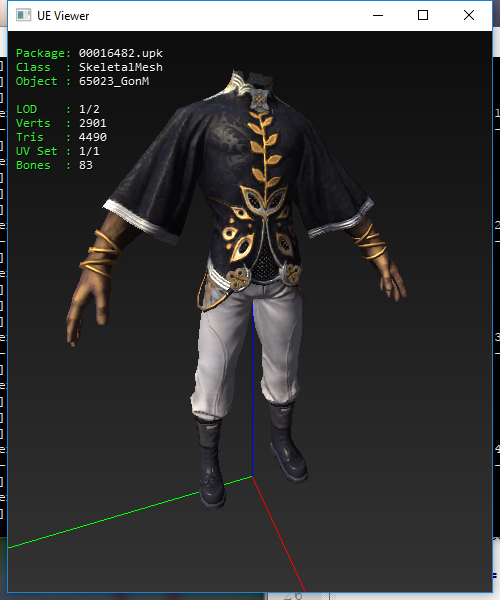 UE Viewer
Package: 00016482.upk
Class : SkeletalMesh
Object : 65023_GonM
LOD : 1/2
Verts : 2901
Tris : 4490
UV Set : 1/1
Bones : 83